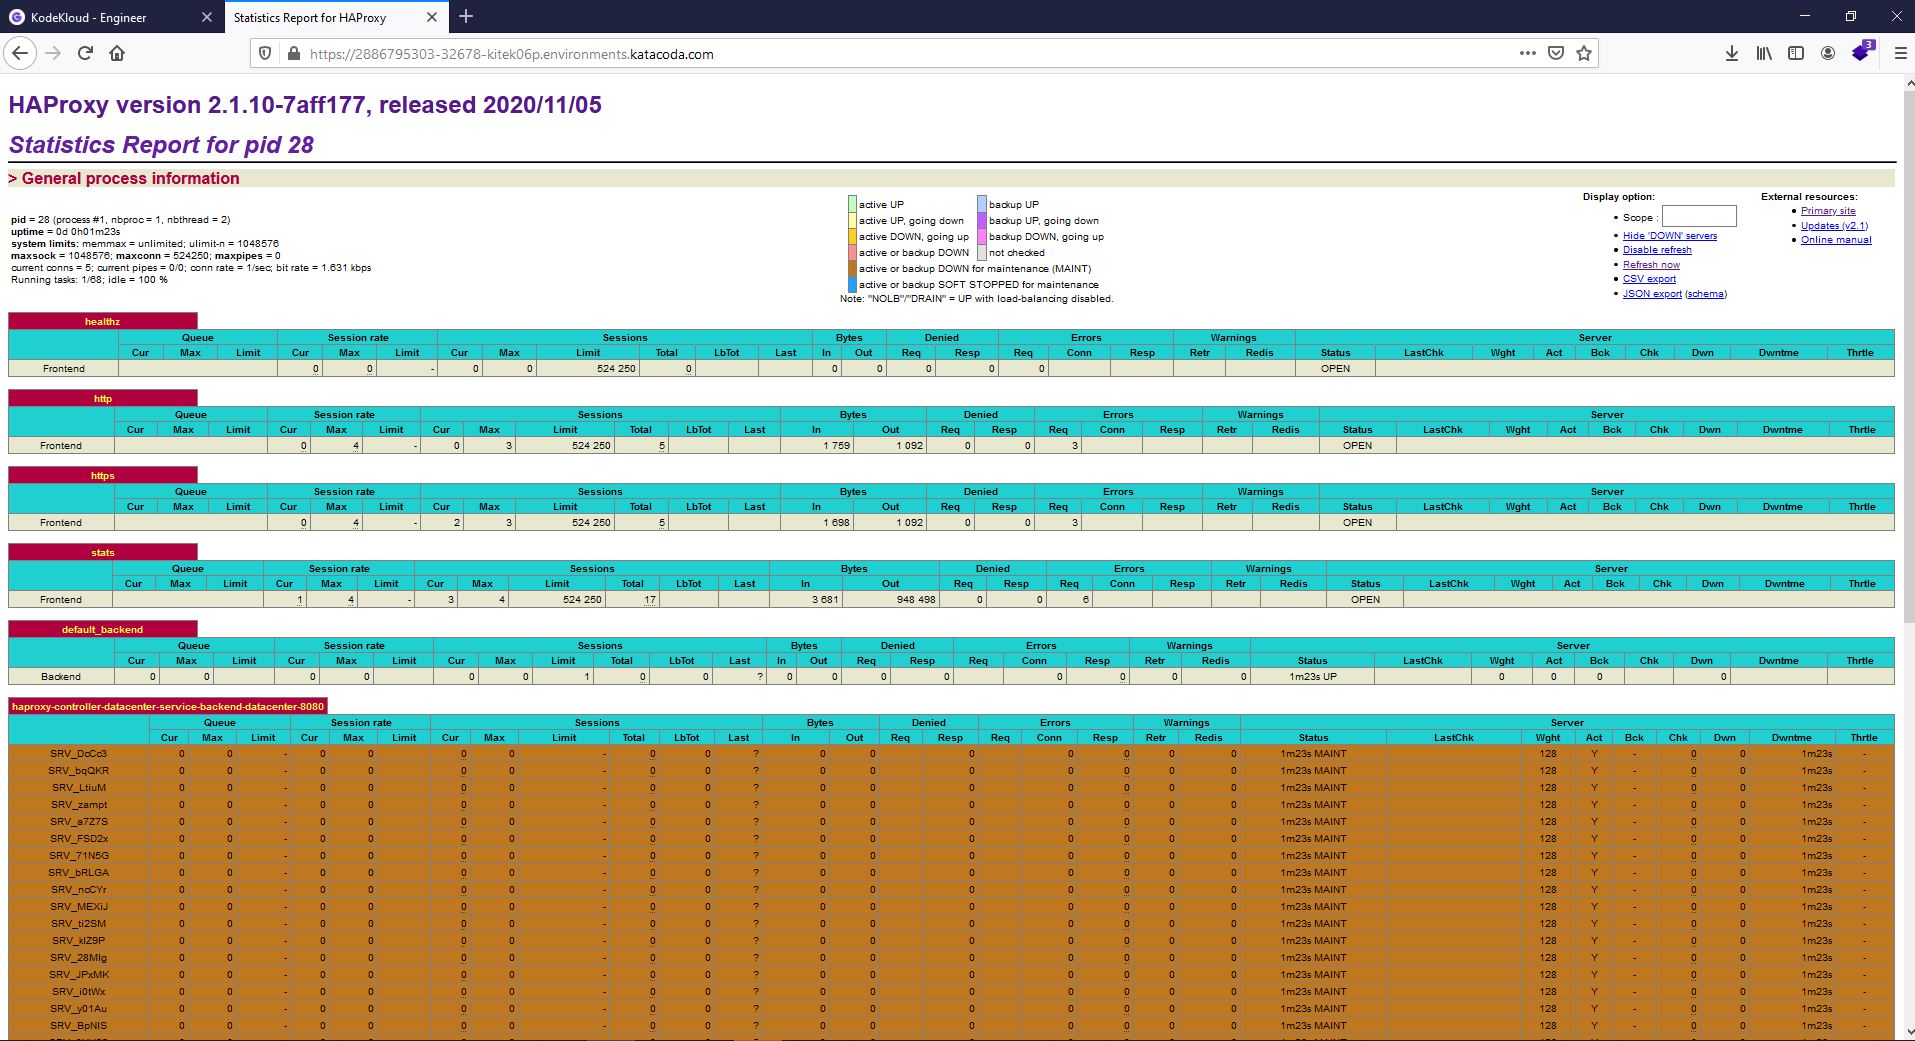 KodeKloud - Engineer
Statistics Report for HAProxy
https://2886795303-32678-kitek06p.environments.katacoda.com
3
HAProxy version 2.1.10-7aff177, released 2020/11/05
Statistics Report for pid 28
> General process information
pid = 28 (process #1, nbproc = 1, nbthread = 2)
uptime = 0d 0h01m23s
system limits: memmax = unlimited; ulimit-n = 1048576
maxsock = 1048576; maxconn = 524250; maxpipes = 0
current conns = 5; current pipes = 0/0; conn rate = 1/sec; bit rate = 1.631 kbps
Running tasks: 1/68; idle = 100 %
active UP backup UP
active UP, going down backup UP, going down
active DOWN, going up backup DOWN, going up
active or backup DOWN not checked
active or backup DOWN for maintenance (MAINT)
active or backup SOFT STOPPED for maintenance
Note: "NOLB"/"DRAIN" = UP with load-balancing disabled.
Display option:
Scope :
Hide 'DOWN' servers
Disable refresh
Refresh now
CSV export
JSON export (schema)
External resources:
Primary site
Updates (v2.1)
Online manual
healthz
Queue Session rate Sessions Bytes Denied Errors Warnings Server
Cur Max Limit Cur Max Limit Cur Max Limit Total LbTot Last In Out Req Resp Req Conn Resp Retr Redis Status LastChk Wght Act Bck Chk Dwn Dwntme Thrtle
Frontend 0 0 - 0 0 524 250 0 0 0 0 0 0 OPEN
http
Queue Session rate Sessions Bytes Denied Errors Warnings Server
Cur Max Limit Cur Max Limit Cur Max Limit Total LbTot Last In Out Req Resp Req Conn Resp Retr Redis Status LastChk Wght Act Bck Chk Dwn Dwntme Thrtle
Frontend 0 4 - 0 3 524 250 5 1 759 1 092 0 0 3 OPEN
https
Queue Session rate Sessions Bytes Denied Errors Warnings Server
Cur Max Limit Cur Max Limit Cur Max Limit Total LbTot Last In Out Req Resp Req Conn Resp Retr Redis Status LastChk Wght Act Bck Chk Dwn Dwntme Thrtle
Frontend 0 4 - 2 3 524 250 5 1 698 1 092 0 0 3 OPEN
stats
Queue Session rate Sessions Bytes Denied Errors Warnings Server
Cur Max Limit Cur Max Limit Cur Max Limit Total LbTot Last In Out Req Resp Req Conn Resp Retr Redis Status LastChk Wght Act Bck Chk Dwn Dwntme Thrtle
Frontend 1 4 - 3 4 524 250 17 3 681 948 498 0 0 6 OPEN
default_backend
Queue Session rate Sessions Bytes Denied Errors Warnings Server
Cur Max Limit Cur Max Limit Cur Max Limit Total LbTot Last In Out Req Resp Req Conn Resp Retr Redis Status LastChk Wght Act Bck Chk Dwn Dwntme Thrtle
Backend 0 0 0 0 0 0 1 0 0 ? 0 0 0 0 0 0 0 0 1m23s UP 0 0 0 0
haproxy-controller-datacenter-service-backend-datacenter-8080
Queue Session rate Sessions Bytes Denied Errors Warnings Server
Cur Max Limit Cur Max Limit Cur Max Limit Total LbTot Last In Out Req Resp Req Conn Resp Retr Redis Status LastChk Wght Act Bck Chk Dwn Dwntme Thrtle
SRV_DcCc3 0 0 - 0 0 0 0 - 0 0 ? 0 0 0 0 0 0 0 1m23s MAINT 128 Y - 0 0 1m23s -
SRV_bqQKR 0 0 - 0 0 0 0 - 0 0 ? 0 0 0 0 0 0 0 1m23s MAINT 128 Y - 0 0 1m23s -
SRV_LtiuM 0 0 - 0 0 0 0 - 0 0 ? 0 0 0 0 0 0 0 1m23s MAINT 128 Y - 0 0 1m23s -
SRV_zampt 0 0 - 0 0 0 0 - 0 0 ? 0 0 0 0 0 0 0 1m23s MAINT 128 Y - 0 0 1m23s -
SRV_a7Z7S 0 0 - 0 0 0 0 - 0 0 ? 0 0 0 0 0 0 0 1m23s MAINT 128 Y - 0 0 1m23s -
SRV_FSD2x 0 0 - 0 0 0 0 - 0 0 ? 0 0 0 0 0 0 0 1m23s MAINT 128 Y - 0 0 1m23s -
SRV_71N5G 0 0 - 0 0 0 0 - 0 0 ? 0 0 0 0 0 0 0 1m23s MAINT 128 Y - 0 0 1m23s -
SRV_bRLGA 0 0 - 0 0 0 0 - 0 0 ? 0 0 0 0 0 0 0 1m23s MAINT 128 Y - 0 0 1m23s -
SRV_ncCYr 0 0 - 0 0 0 0 - 0 0 ? 0 0 0 0 0 0 0 1m23s MAINT 128 Y - 0 0 1m23s -
SRV_MEXiJ 0 0 - 0 0 0 0 - 0 0 ? 0 0 0 0 0 0 0 1m23s MAINT 128 Y - 0 0 1m23s -
SRV_ti2SM 0 0 - 0 0 0 0 - 0 0 ? 0 0 0 0 0 0 0 1m23s MAINT 128 Y - 0 0 1m23s -
SRV_kIZ9P 0 0 - 0 0 0 0 - 0 0 ? 0 0 0 0 0 0 0 1m23s MAINT 128 Y - 0 0 1m23s -
SRV_28MIg 0 0 - 0 0 0 0 - 0 0 ? 0 0 0 0 0 0 0 1m23s MAINT 128 Y - 0 0 1m23s -
SRV_JPxMK 0 0 - 0 0 0 0 - 0 0 ? 0 0 0 0 0 0 0 1m23s MAINT 128 Y - 0 0 1m23s -
SRV_i0tWx 0 0 - 0 0 0 0 - 0 0 ? 0 0 0 0 0 0 0 1m23s MAINT 128 Y - 0 0 1m23s -
SRV_y01Au 0 0 - 0 0 0 0 - 0 0 ? 0 0 0 0 0 0 0 1m23s MAINT 128 Y - 0 0 1m23s -
SRV_BpNIS 0 0 - 0 0 0 0 - 0 0 ? 0 0 0 0 0 0 0 1m23s MAINT 128 Y - 0 0 1m23s -